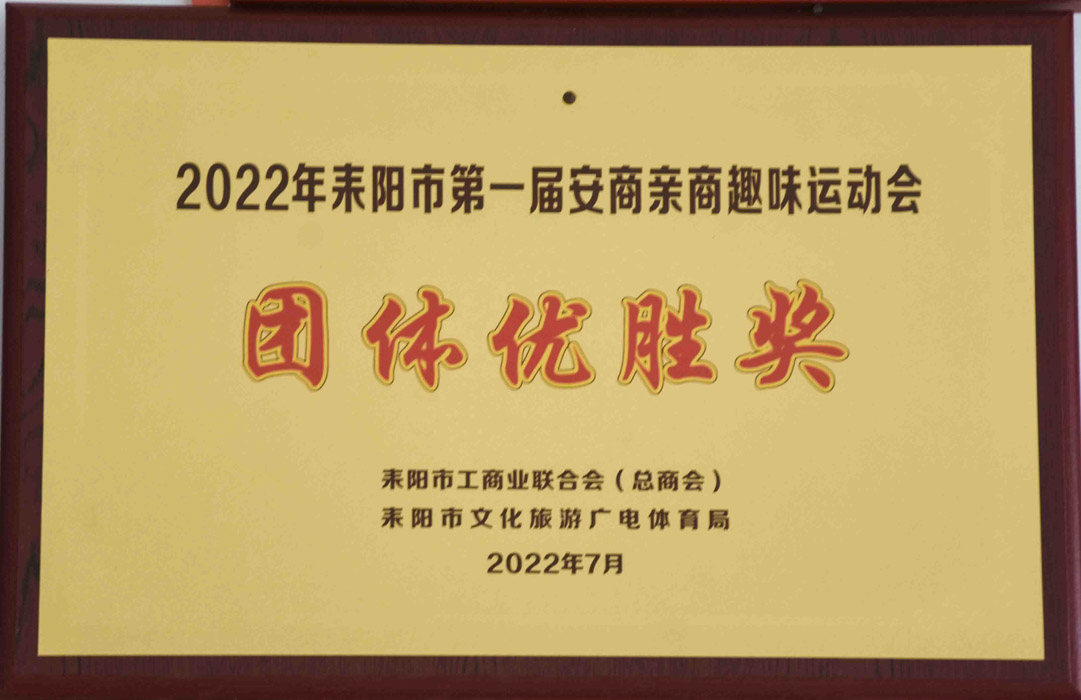 2022年耒阳市第一届安商亲商趣味运动会
团体优胜奖
耒阳市工商业联合会（总商会）
耒阳市文化旅游广电体育局
2022年7月